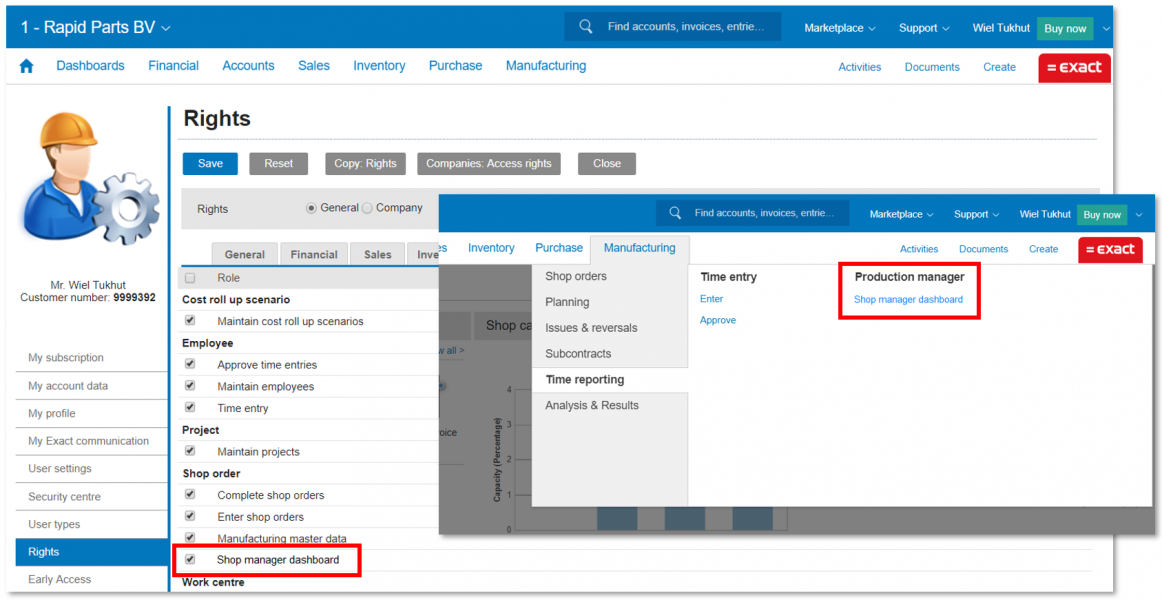 1 - Rapid Parts BV
Find accounts, invoices, entrie...
Marketplace
Support
Wiel Tukhut
Buy now
Dashboards Financial Accounts Sales Inventory Purchase Manufacturing
Activities Documents Create
= exact
Mr. Wiel Tukhut
Customer number: 9999392
My subscription
My account data
My profile
My Exact communication
User settings
Security centre
User types
Rights
Early Access
Rights
Save Reset Copy: Rights Companies: Access rights Close
Rights General Company
General Financial Sales Inve
Role
Cost roll up scenario
Maintain cost roll up scenarios
Employee
Approve time entries
Maintain employees
Time entry
Project
Maintain projects
Shop order
Complete shop orders
Enter shop orders
Manufacturing master data
Shop manager dashboard
Work centre
Find accounts, invoices, entrie...
Marketplace
Support
Wiel Tukhut
Buy now
es Inventory Purchase Manufacturing
Activities Documents Create
= exact
Shop orders
Planning
Issues & reversals
Subcontracts
Time reporting
Analysis & Results
Time entry
Enter
Approve
Production manager
Shop manager dashboard
Shop ca
w all >
oice
Capacity (Percentage)
4
3
2
1
0